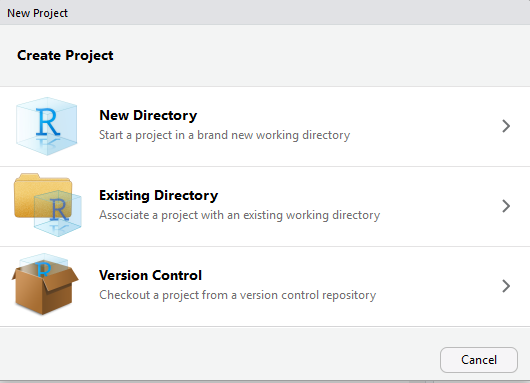 New Project
Create Project
R
New Directory
Start a project in a brand new working directory
R
Existing Directory
Associate a project with an existing working directory
R
Version Control
Checkout a project from a version control repository
Cancel